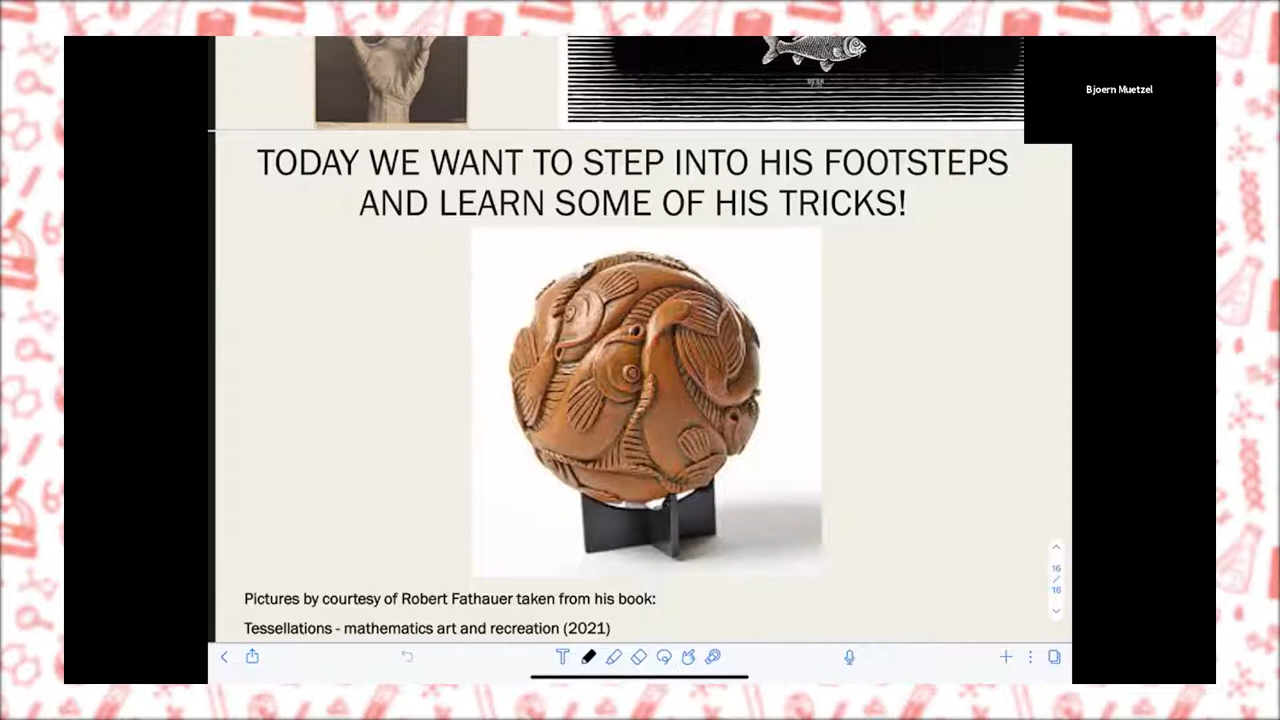 Bjoern Muetzel
TODAY WE WANT TO STEP INTO HIS FOOTSTEPS
AND LEARN SOME OF HIS TRICKS!
16
/
16
Pictures by courtesy of Robert Fathauer taken from his book:
Tessellations - mathematics art and recreation (2021)